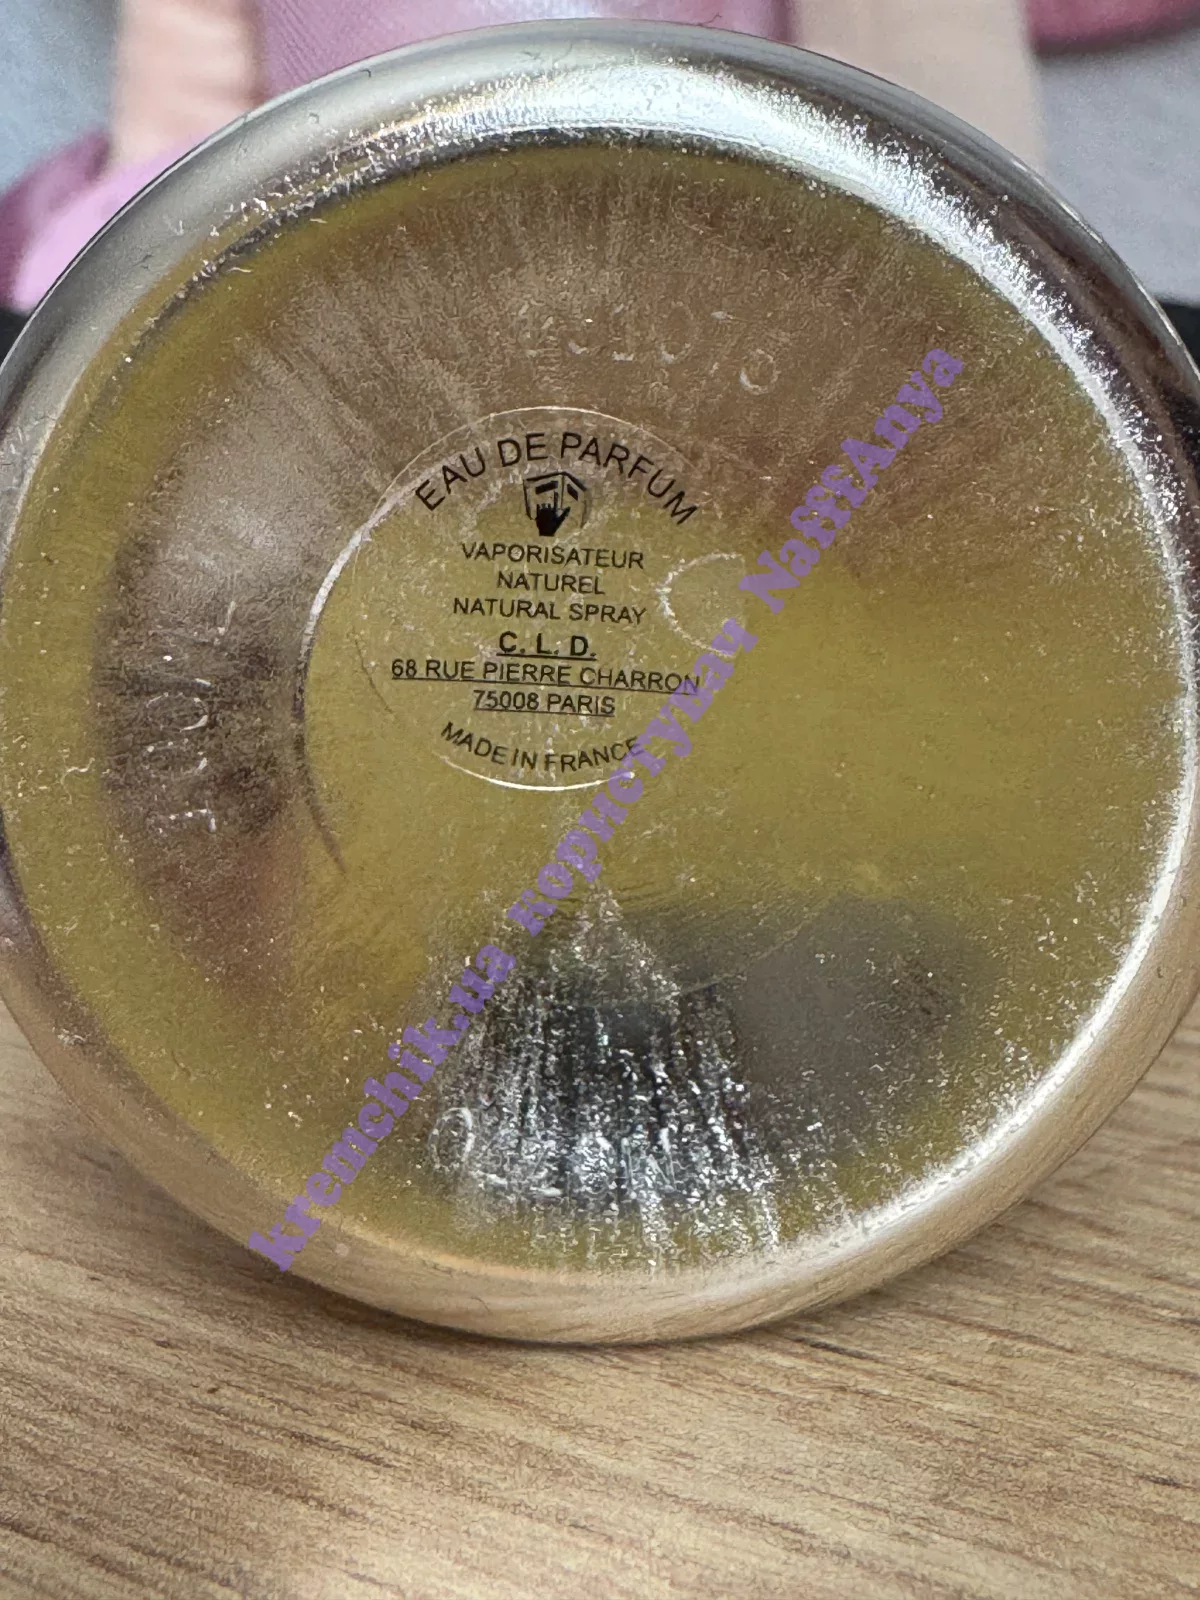 EAU DE PARFUM
VAPORISATEUR
NATUREL
NATURAL SPRAY
C. L. D.
68 RUE PIERRE CHARRON
75008 PARIS
MADE IN FRANCE
kremchik.ua користувач NafffAnya